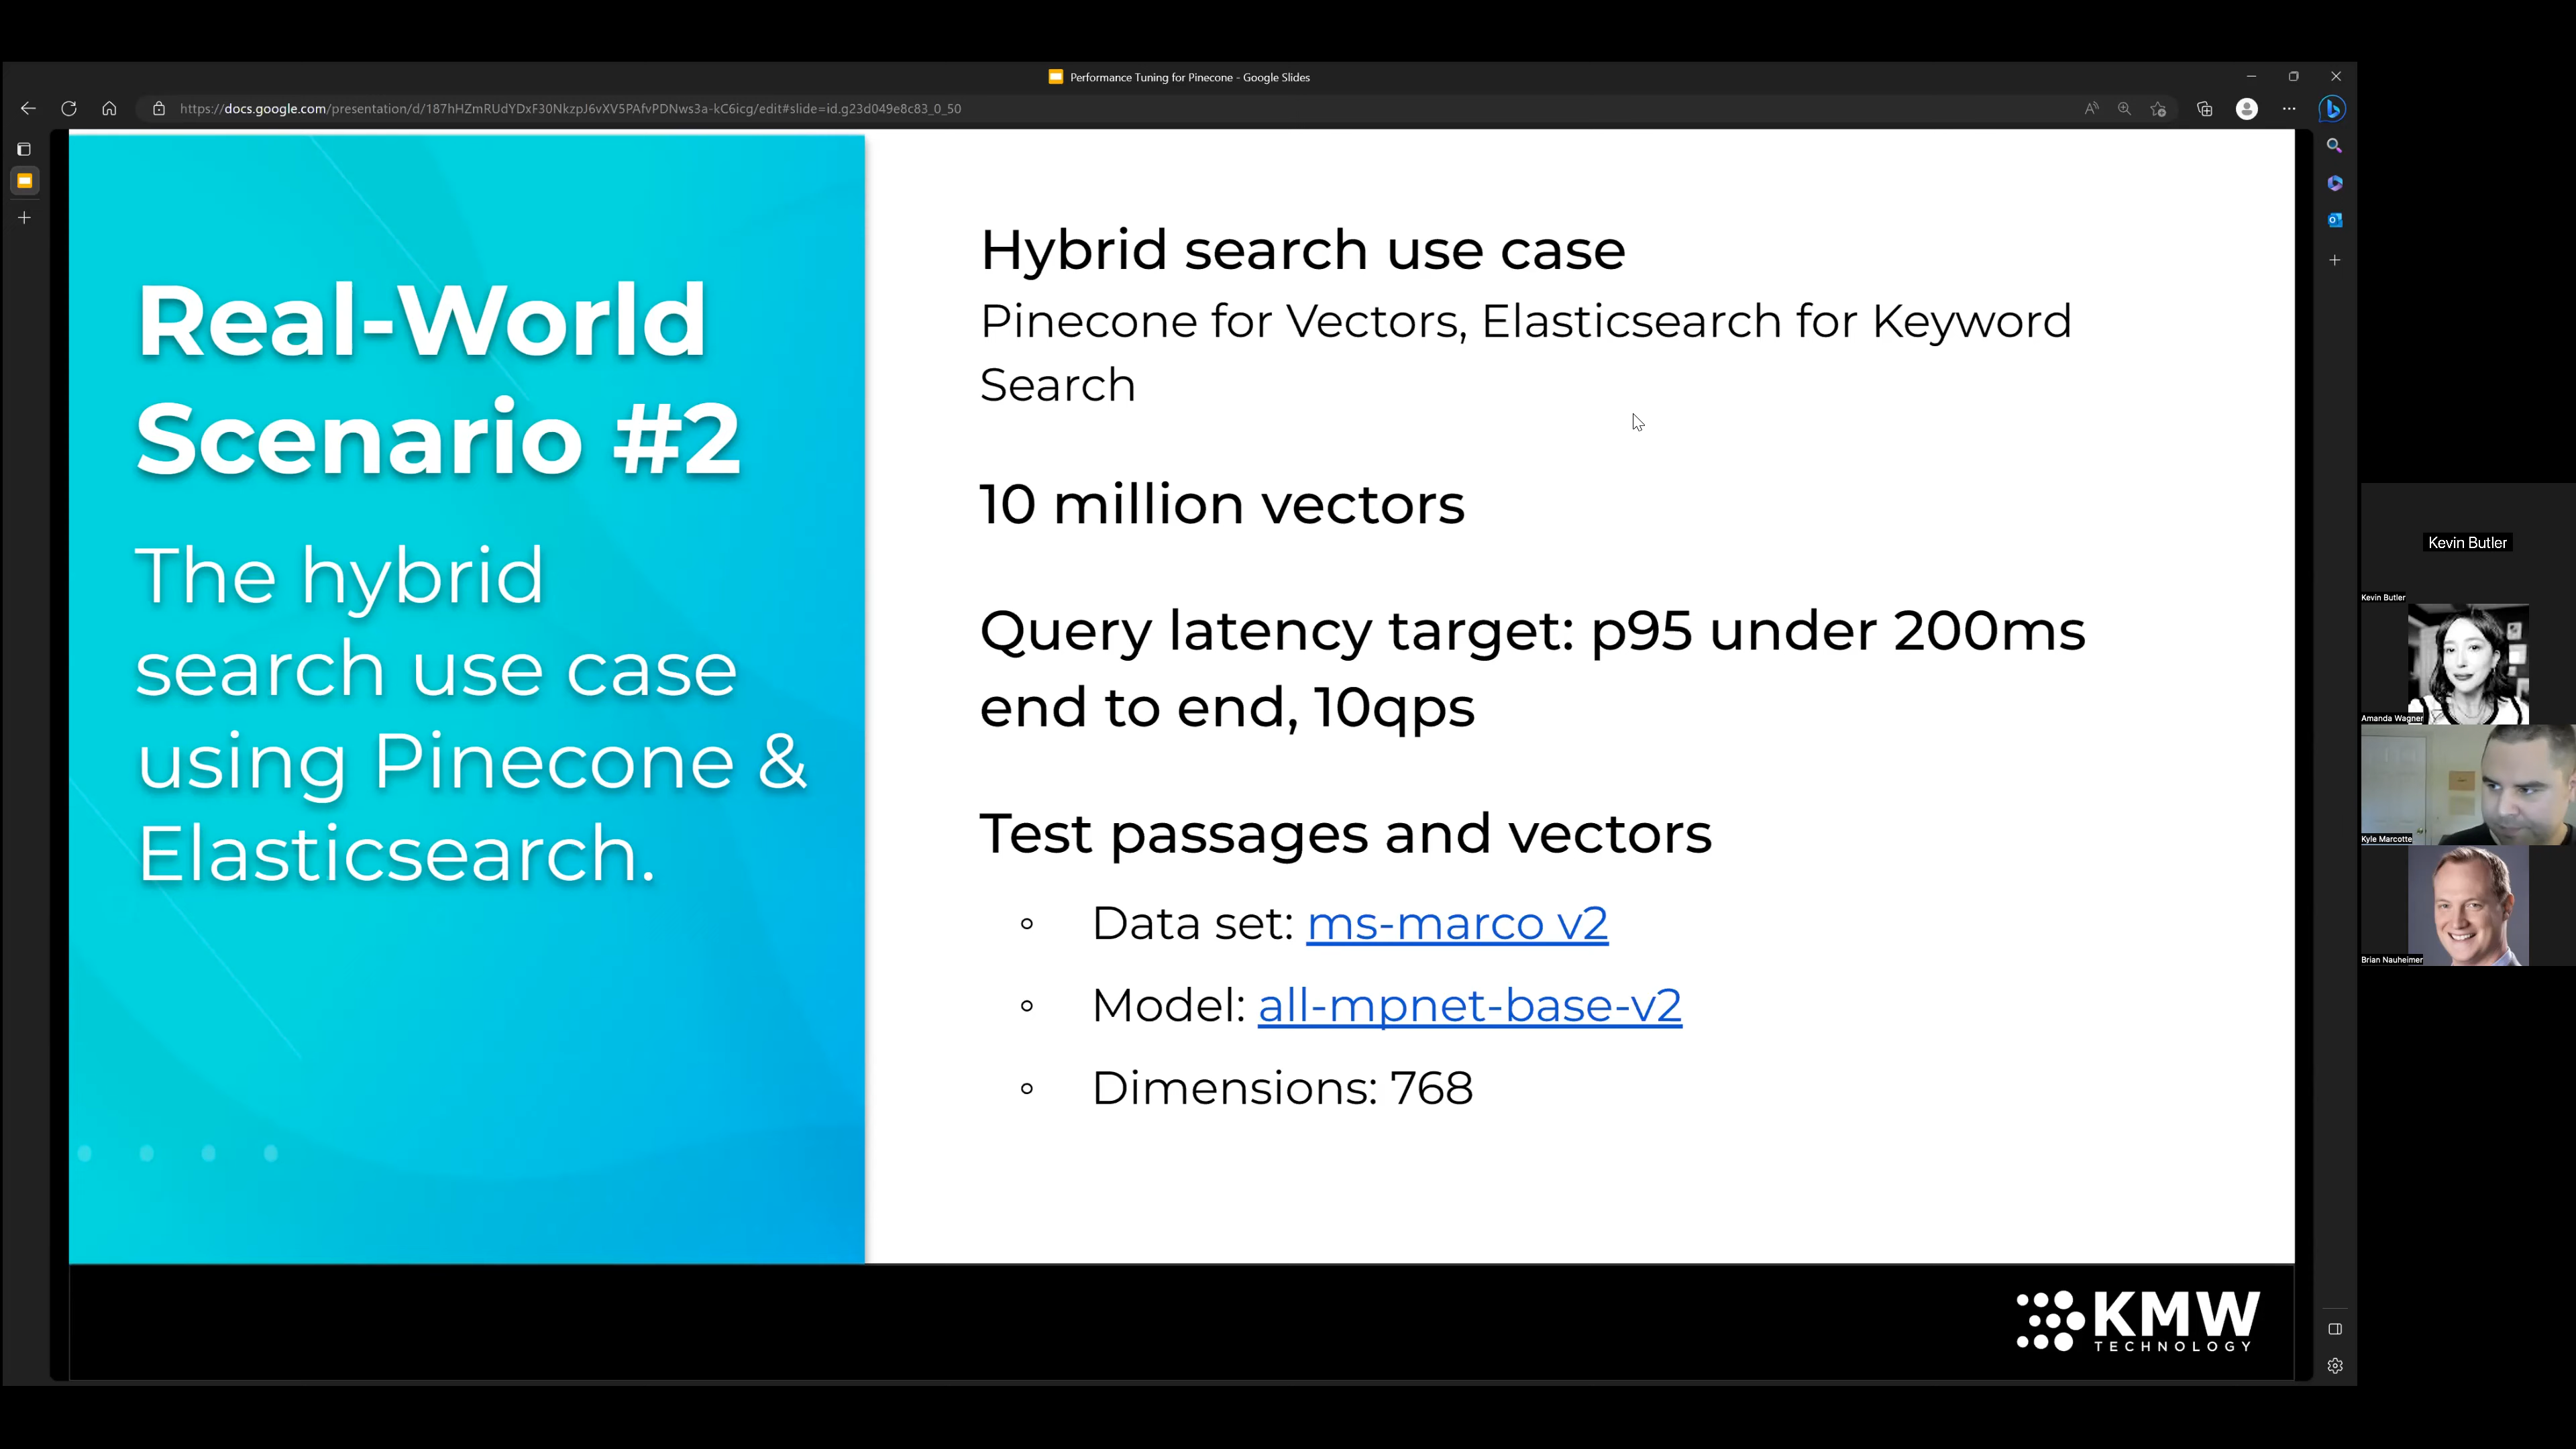 Performance Tuning for Pinecone - Google Slides
https://docs.google.com/presentation/d/187hHZmRUdYDxF30NkzpJ6vXV5PAfvPDNws3a-kC6icg/edit#slide=id.g23d049e8c83_0_50
Real-World
Scenario #2
The hybrid
search use case
using Pinecone &
Elasticsearch.
Hybrid search use case
Pinecone for Vectors, Elasticsearch for Keyword
Search
10 million vectors
Query latency target: p95 under 200ms
end to end, 10qps
Test passages and vectors
Data set: ms-marco v2
Model: all-mpnet-base-v2
Dimensions: 768
KMW
TECHNOLOGY
Kevin Butler
Kevin Butler
Amanda Wagner
Kyle Marcotte
Brian Nauheimer